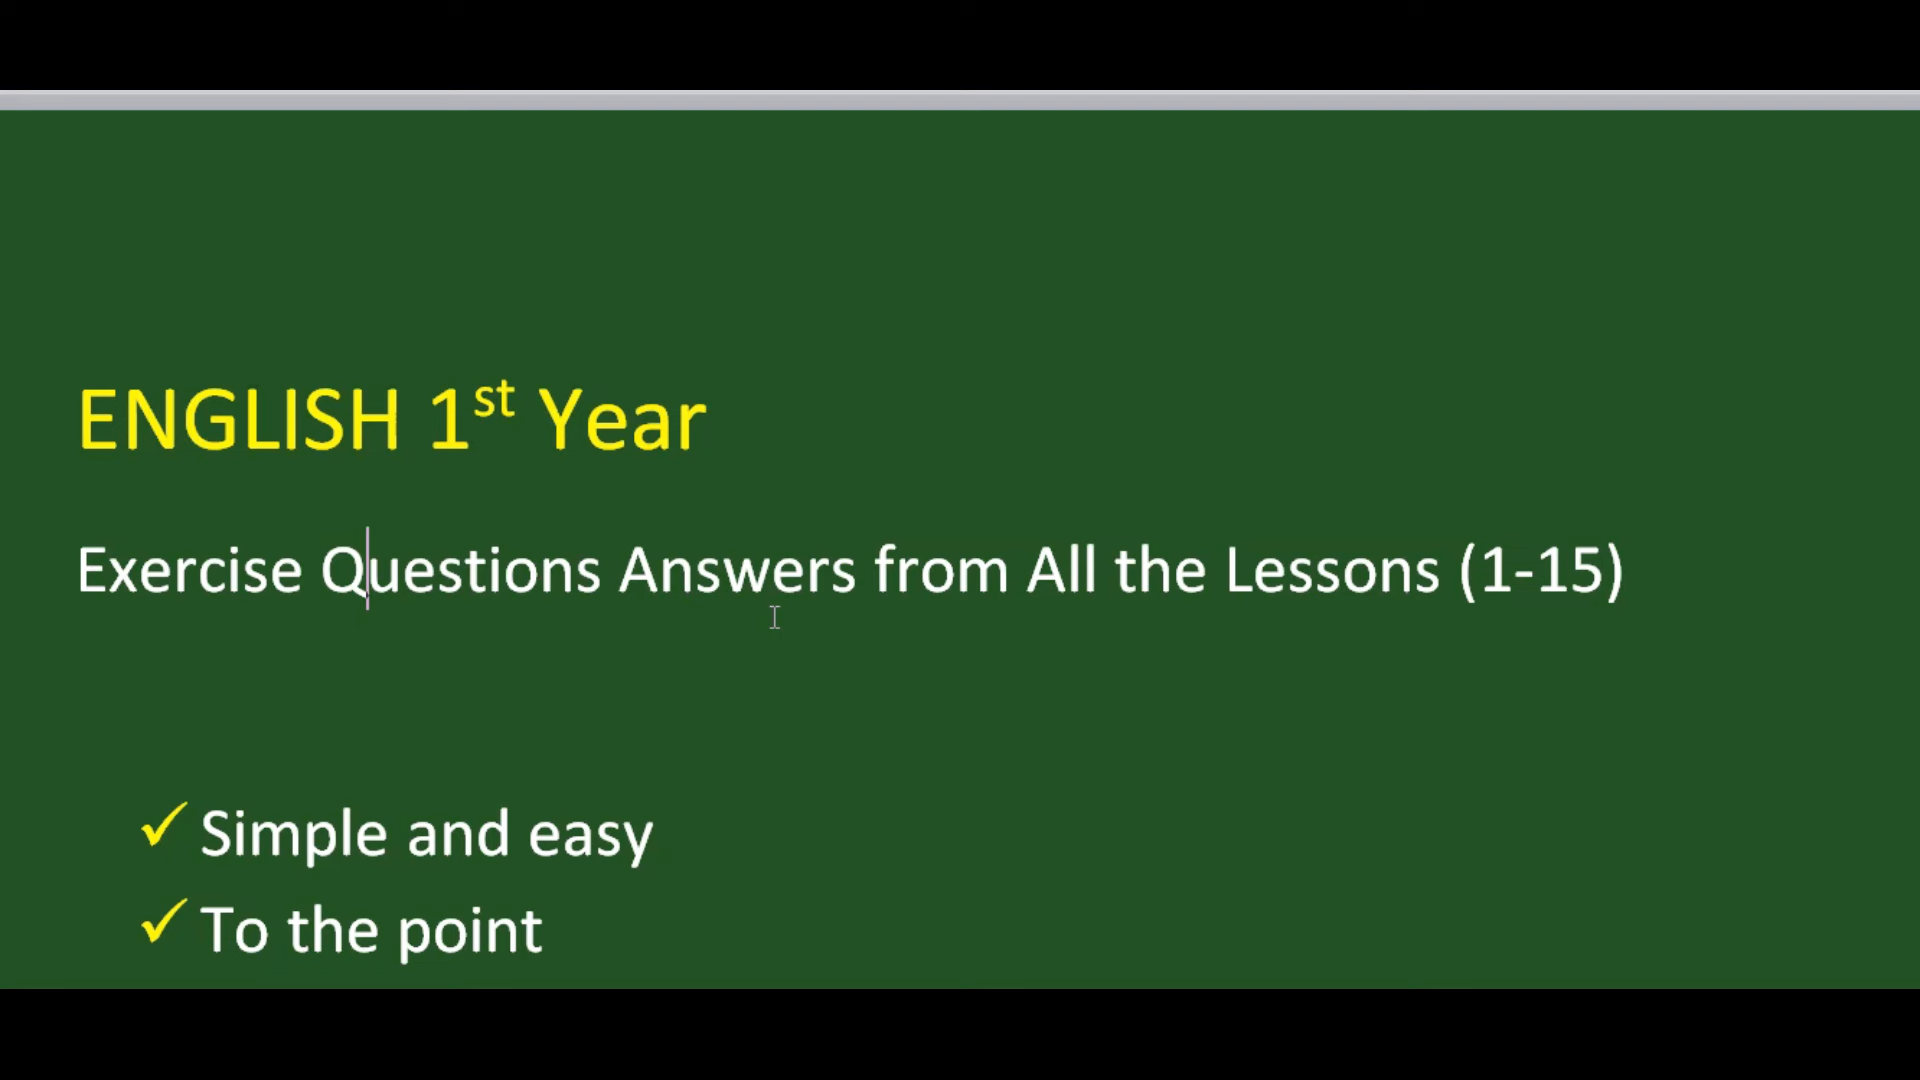 ENGLISH 1st Year
Exercise Questions Answers from All the Lessons (1-15)
✓ Simple and easy
✓ To the point